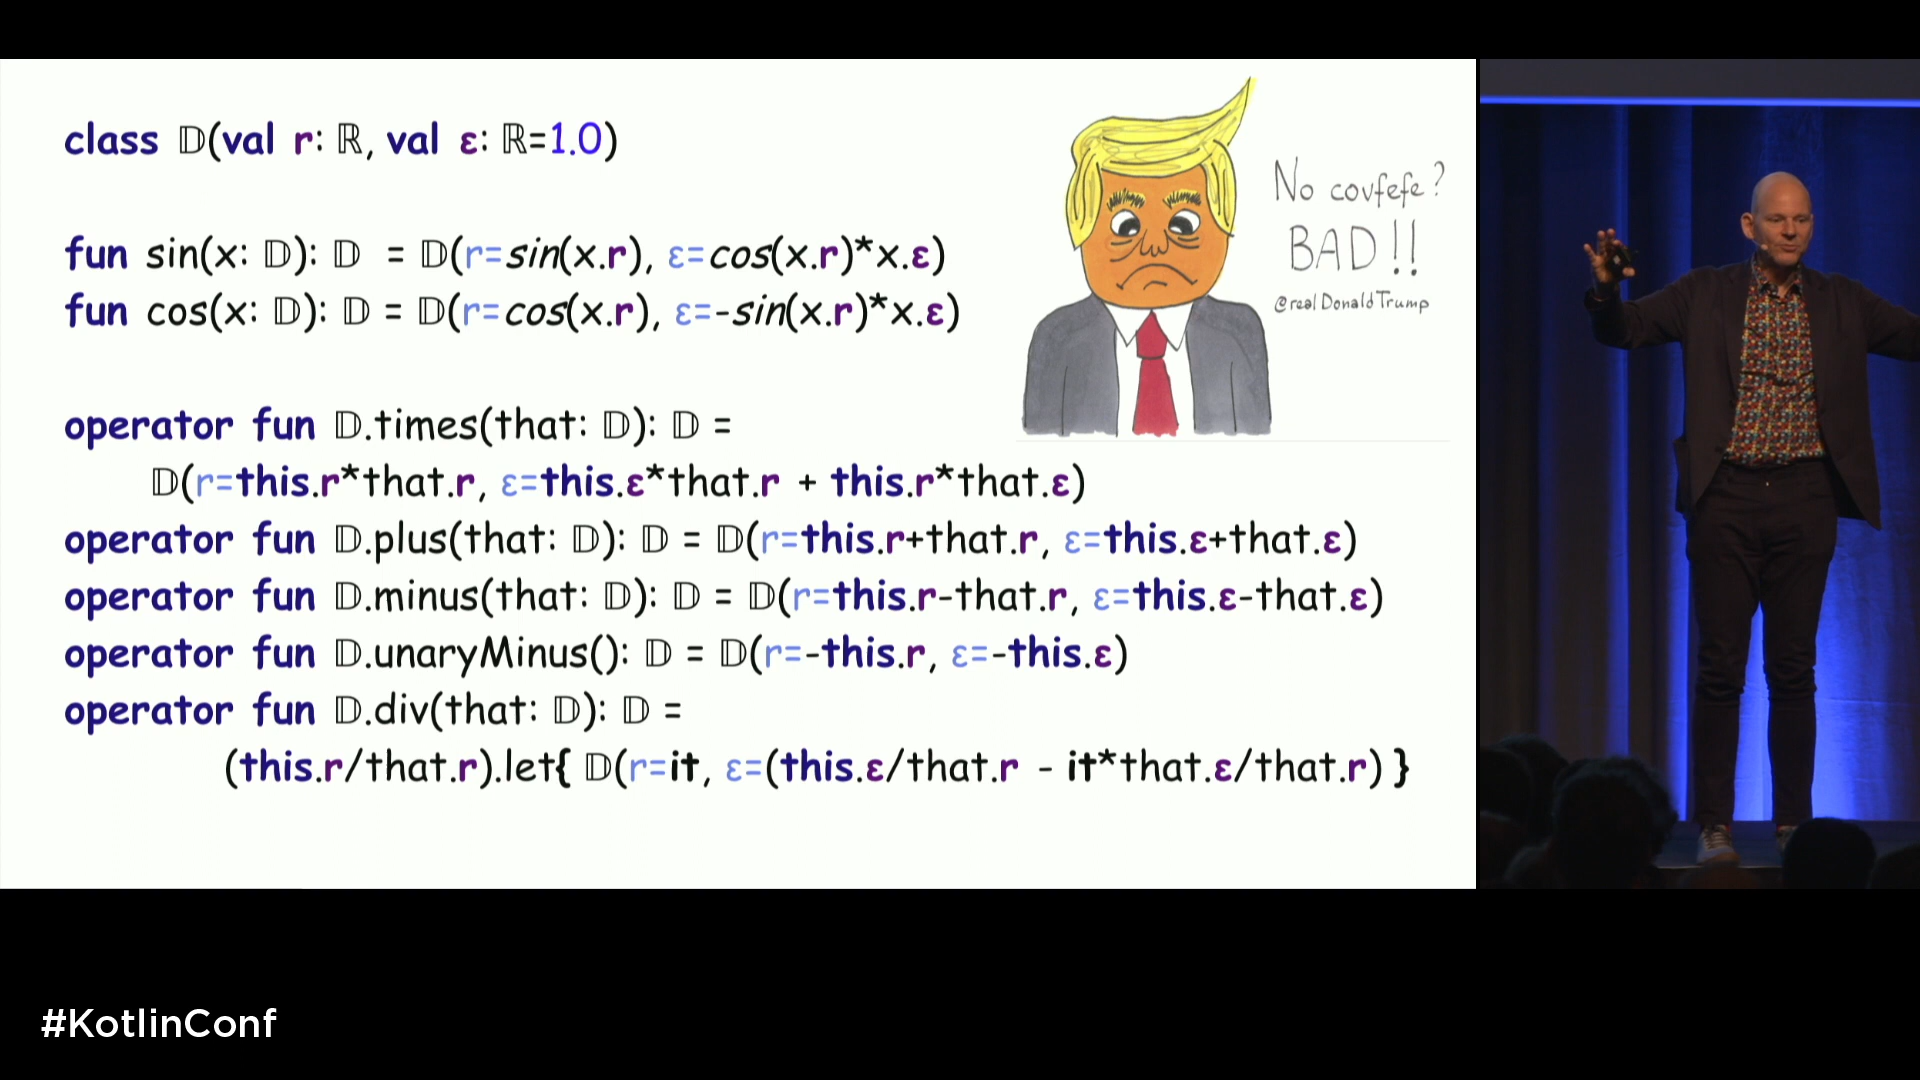 class 𝔻(val r: ℝ, val ε: ℝ=1.0)
fun sin(x: 𝔻): 𝔻 = 𝔻(r=sin(x.r), ε=cos(x.r)*x.ε)
fun cos(x: 𝔻): 𝔻 = 𝔻(r=cos(x.r), ε=-sin(x.r)*x.ε)
No covfefe?
BAD!!
@realDonaldTrump
operator fun 𝔻.times(that: 𝔻): 𝔻 =
𝔻(r=this.r*that.r, ε=this.ε*that.r + this.r*that.ε)
operator fun 𝔻.plus(that: 𝔻): 𝔻 = 𝔻(r=this.r+that.r, ε=this.ε+that.ε)
operator fun 𝔻.minus(that: 𝔻): 𝔻 = 𝔻(r=this.r-that.r, ε=this.ε-that.ε)
operator fun 𝔻.unaryMinus(): 𝔻 = 𝔻(r=-this.r, ε=-this.ε)
operator fun 𝔻.div(that: 𝔻): 𝔻 =
(this.r/that.r).let{ 𝔻(r=it, ε=(this.ε/that.r - it*that.ε/that.r) }
#KotlinConf